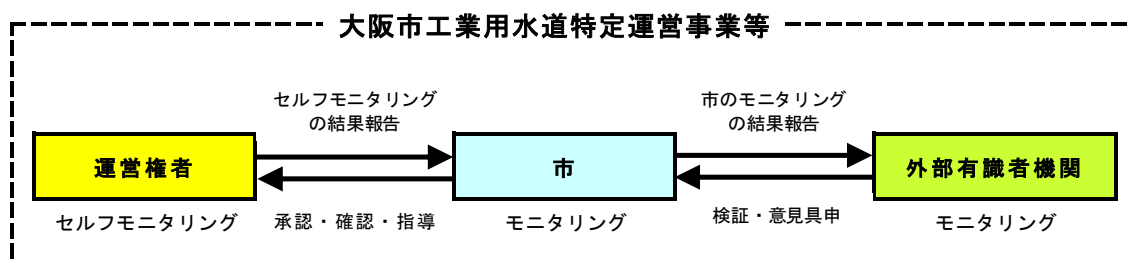 大阪市工業用水道特定運営事業等
セルフモニタリング
の結果報告
市のモニタリング
の結果報告
運営権者
市
外部有識者機関
セルフモニタリング
承認・確認・指導
モニタリング
検証・意見具申
モニタリング